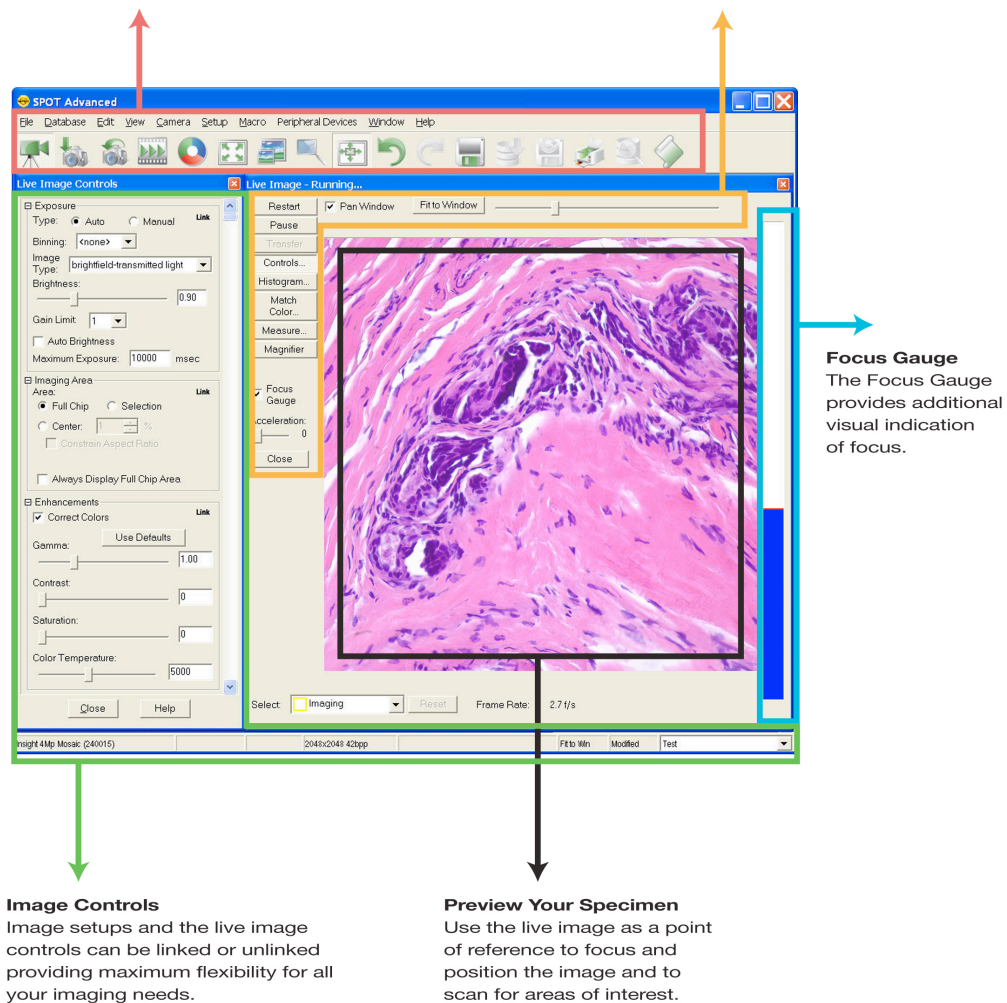 SPOT Advanced
File Database Edit View Camera Setup Macro Peripheral Devices Window Help
Live Image Controls
Live Image - Running...
Exposure
Type: Auto Manual Link
Binning: <none>
Image Type: brightfield-transmitted light
Brightness:
0.90
Gain Limit: 1
Auto Brightness
Maximum Exposure: 10000 msec
Imaging Area
Area: Link
Full Chip Selection
Center: 1 %
Constrain Aspect Ratio
Always Display Full Chip Area
Enhancements
Correct Colors Link
Use Defaults
Gamma:
1.00
Contrast:
0
Saturation:
0
Color Temperature:
5000
Close Help
Restart
Pan Window Fit to Window
Pause
Transfer
Controls...
Histogram...
Match
Color...
Measure...
Magnifier
Focus
Gauge
Acceleration:
0
Close
Select: Imaging Reset Frame Rate: 2.7 f/s
Insight 4Mp Mosaic (240015) 2048x2048 42bpp Fit to Win Modified Test
Focus Gauge
The Focus Gauge
provides additional
visual indication
of focus.
Image Controls
Image setups and the live image
controls can be linked or unlinked
providing maximum flexibility for all
your imaging needs.
Preview Your Specimen
Use the live image as a point
of reference to focus and
position the image and to
scan for areas of interest.